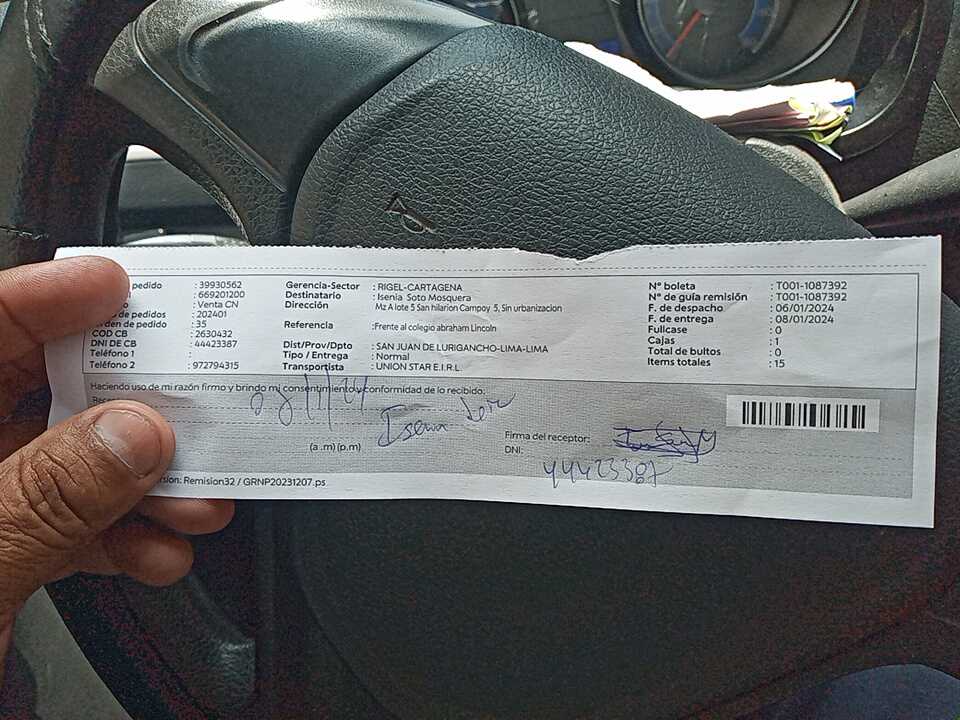 pedido : 39930562
: 669201200
: Venta CN
de pedidos : 202401
rden de pedido : 35
COD CB : 2630432
DNI DE CB : 44423387
Teléfono 1 :
Teléfono 2 : 972794315
Gerencia-Sector : RIGEL-CARTAGENA
Destinatario : Isenia Soto Mosquera
Dirección Mz A lote 5 San hilarion Campoy 5, Sin urbanizacion
Referencia :Frente al colegio abraham Lincoln
Dist/Prov/Dpto : SAN JUAN DE LURIGANCHO-LIMA-LIMA
Tipo / Entrega : Normal
Transportista : UNION STAR E.I.R.L
N° boleta : T001-1087392
N° de guía remisión : T001-1087392
F. de despacho : 06/01/2024
F. de entrega : 08/01/2024
Fullcase : 0
Cajas : 1
Total de bultos : 0
Items totales : 15
Haciendo uso de mi razón firmo y brindo mi consentimiento y conformidad de lo recibido.
Rece
(a .m) (p.m)
Firma del receptor:
DNI: 44423387
rsion: Remision32 / GRNP20231207.ps